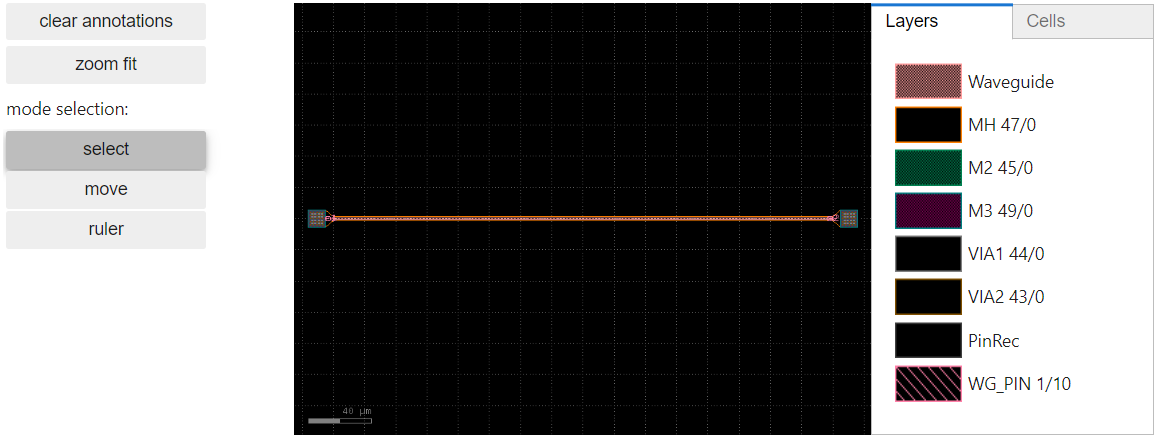 clear annotations
zoom fit
mode selection:
select
move
ruler
40 µm
Layers
Cells
Waveguide
MH 47/0
M2 45/0
M3 49/0
VIA1 44/0
VIA2 43/0
PinRec
WG_PIN 1/10